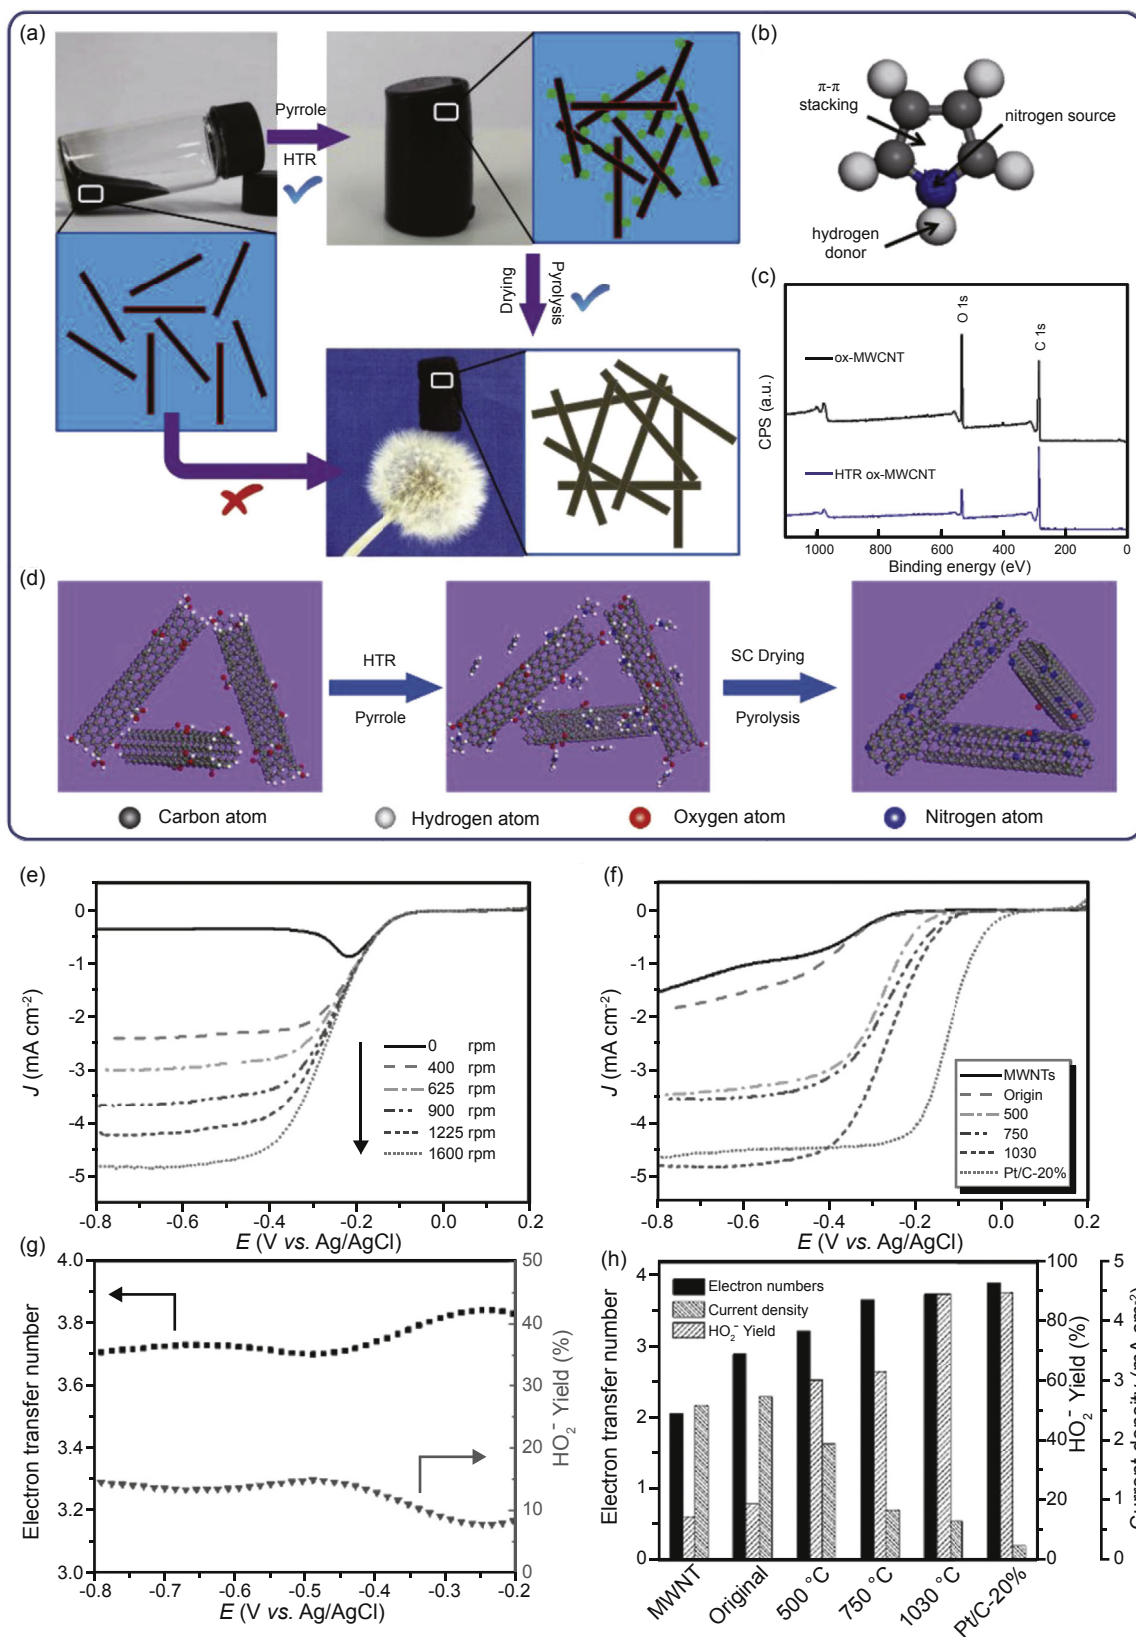 (a)
Pyrrole
HTR
Drying
Pyrolysis
(b)
π-π
stacking
nitrogen source
hydrogen
donor
(c)
CPS (a.u.)
O 1s
C 1s
ox-MWCNT
HTR ox-MWCNT
1000 800 600 400 200 0
Binding energy (eV)
(d)
HTR
Pyrrole
SC Drying
Pyrolysis
Carbon atom
Hydrogen atom
Oxygen atom
Nitrogen atom
(e)
J (mA cm-2)
0
-1
-2
-3
-4
-5
0 rpm
400 rpm
625 rpm
900 rpm
1225 rpm
1600 rpm
-0.8 -0.6 -0.4 -0.2 0.0 0.2
E (V vs. Ag/AgCl)
(f)
J (mA cm-2)
0
-1
-2
-3
-4
-5
MWNTs
Origin
500
750
1030
Pt/C-20%
-0.8 -0.6 -0.4 -0.2 0.0 0.2
E (V vs. Ag/AgCl)
(g)
Electron transfer number
4.0
3.8
3.7
3.3
3.2
3.0
HO2- Yield (%)
50
40
30
20
10
0
-0.8 -0.7 -0.6 -0.5 -0.4 -0.3 -0.2
E (V vs. Ag/AgCl)
(h)
Electron transfer number
4
3
2
1
0
Electron numbers
Current density
HO2- Yield
HO2- Yield (%)
100
80
60
40
20
0
Current density (mA cm2)
5
4
3
2
1
0
MWNT
Original
500 °C
750 °C
1030 °C
Pt/C-20%